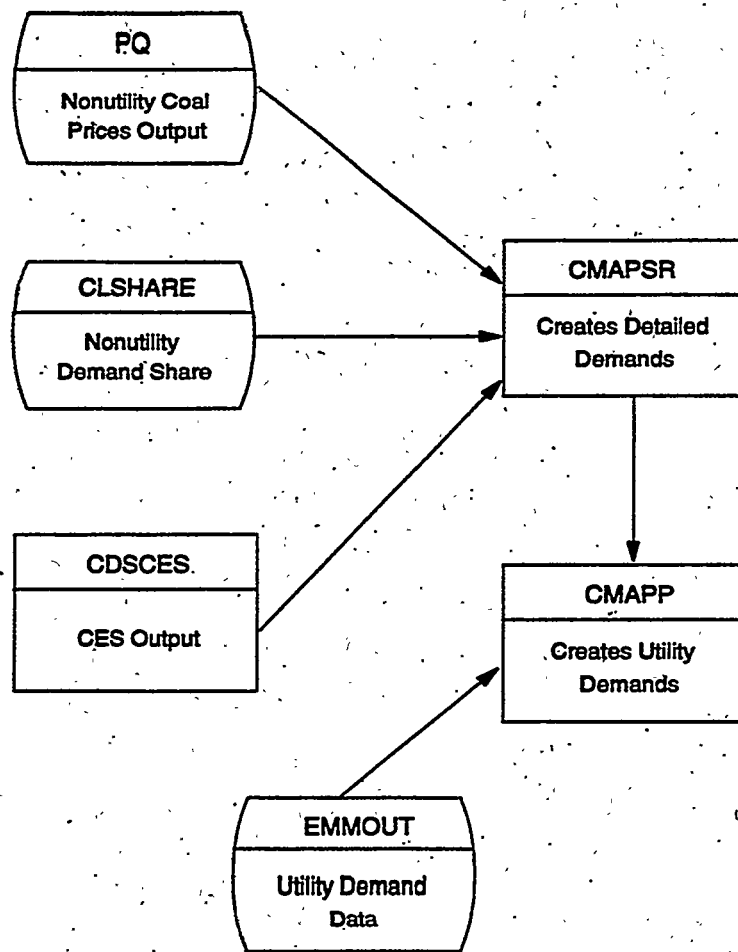 PQ
Nonutility Coal
Prices Output
CLSHARE
Nonutility
Demand Share
CMAPSR
Creates Detailed
Demands
CDSCES
CES Output
CMAPP
Creates Utility
Demands
EMMOUT
Utility Demand
Data